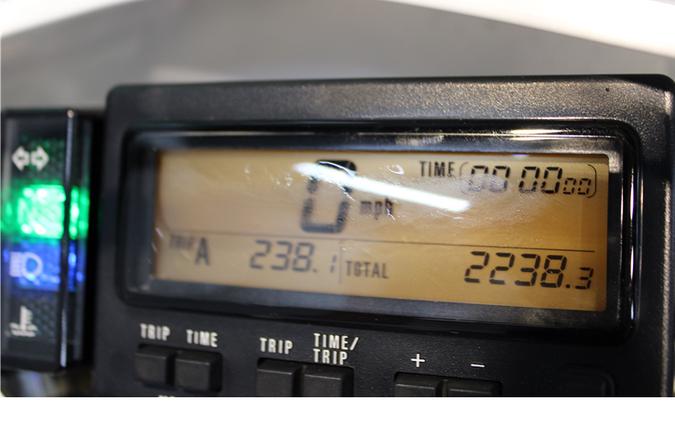 TIME 00 00 00
0 mph
TRIP A 238.1 TOTAL 2238.3
TRIP TIME TRIP TIME/ TRIP + −